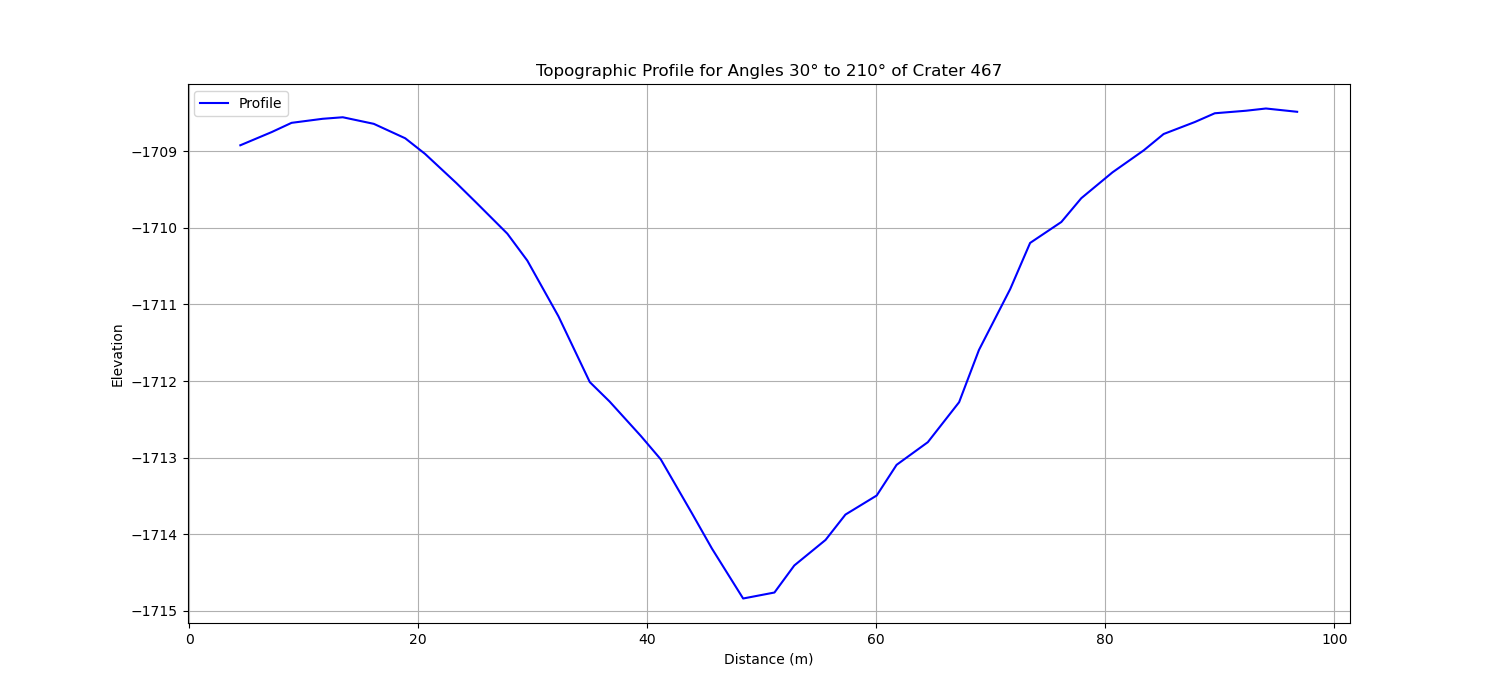 Topographic Profile for Angles 30° to 210° of Crater 467
Profile
−1709
−1710
−1711
−1712
−1713
−1714
−1715
Elevation
0 20 40 60 80 100
Distance (m)